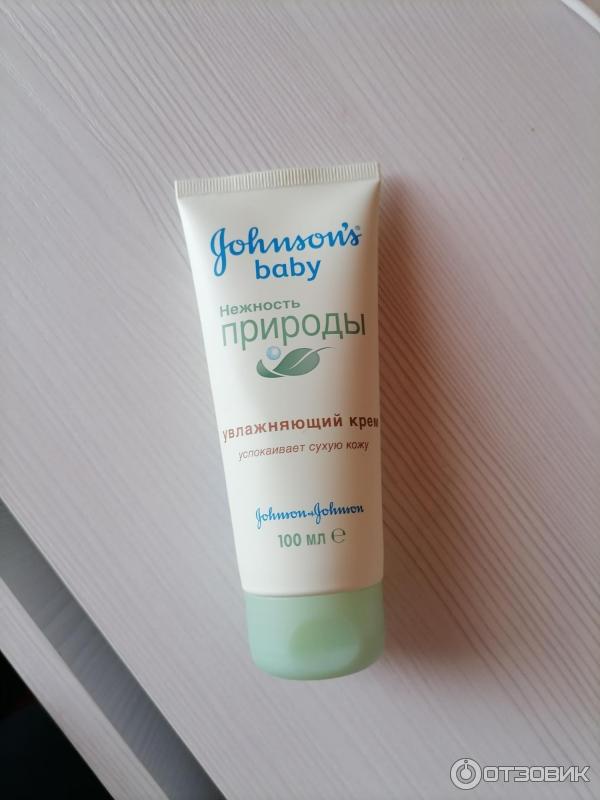 Johnson's®
baby
Нежность
природы
увлажняющий крем
успокаивает сухую кожу
Johnson & Johnson
100 мл ℮
ОТЗОВИК